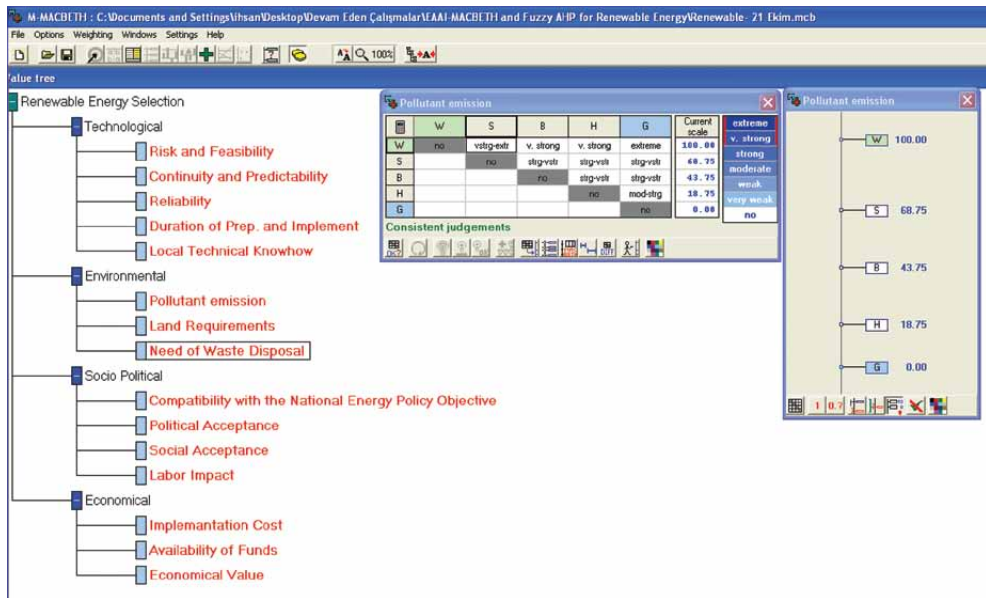 M-MACBETH : C:\Documents and Settings\ihsan\Desktop\Devam Eden Çalışmalar\EAAI-MACBETH and Fuzzy AHP for Renewable Energy\Renewable- 21 Ekim.mcb
File Options Weighting Windows Settings Help
100%
Value tree
Renewable Energy Selection
Technological
Risk and Feasibility
Continuity and Predictability
Reliability
Duration of Prep. and Implement
Local Technical Knowhow
Environmental
Pollutant emission
Land Requirements
Need of Waste Disposal
Socio Political
Compatibility with the National Energy Policy Objective
Political Acceptance
Social Acceptance
Labor Impact
Economical
Implemantation Cost
Availability of Funds
Economical Value
Pollutant emission
W S B H G Current scale
W no vstrg-extr v. strong v. strong extreme 100.00
S no strg-vstr strg-vstr strg-vstr 68.75
B no strg-vstr strg-vstr 43.75
H no mod-strg 18.75
G no 0.00
extreme
v. strong
strong
moderate
weak
very weak
no
Consistent judgements
Pollutant emission
W 100.00
S 68.75
B 43.75
H 18.75
G 0.00
1 0.?